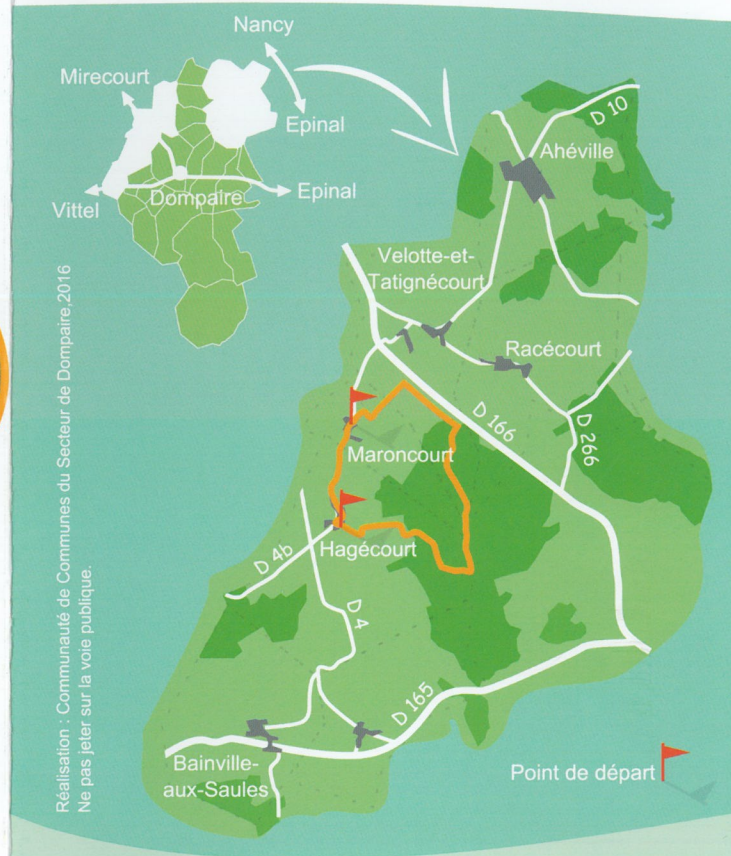 Nancy
Mirecourt
Epinal
Dompaire
Epinal
Vittel
D 10
Ahéville
Velotte-et-
Tatignécourt
Racécourt
D 166
D 266
Maroncourt
Hagécourt
D 4b
D 4
D 165
Bainville-
aux-Saules
Point de départ
Réalisation : Communauté de Communes du Secteur de Dompaire,2016
Ne pas jeter sur la voie publique.